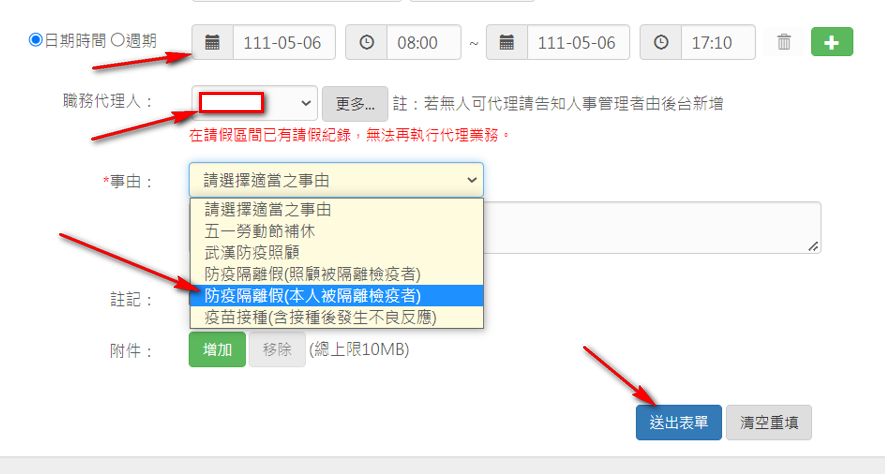 日期時間 週期 111-05-06 08:00 ~ 111-05-06 17:10
職務代理人： 更多... 註：若無人可代理請告知人事管理者由後台新增
在請假區間已有請假紀錄，無法再執行代理業務。
*事由： 請選擇適當之事由
請選擇適當之事由
五一勞動節補休
武漢防疫照顧
防疫隔離假(照顧被隔離檢疫者)
註記： 防疫隔離假(本人被隔離檢疫者)
疫苗接種(含接種後發生不良反應)
附件： 增加 移除 (總上限10MB)
送出表單 清空重填